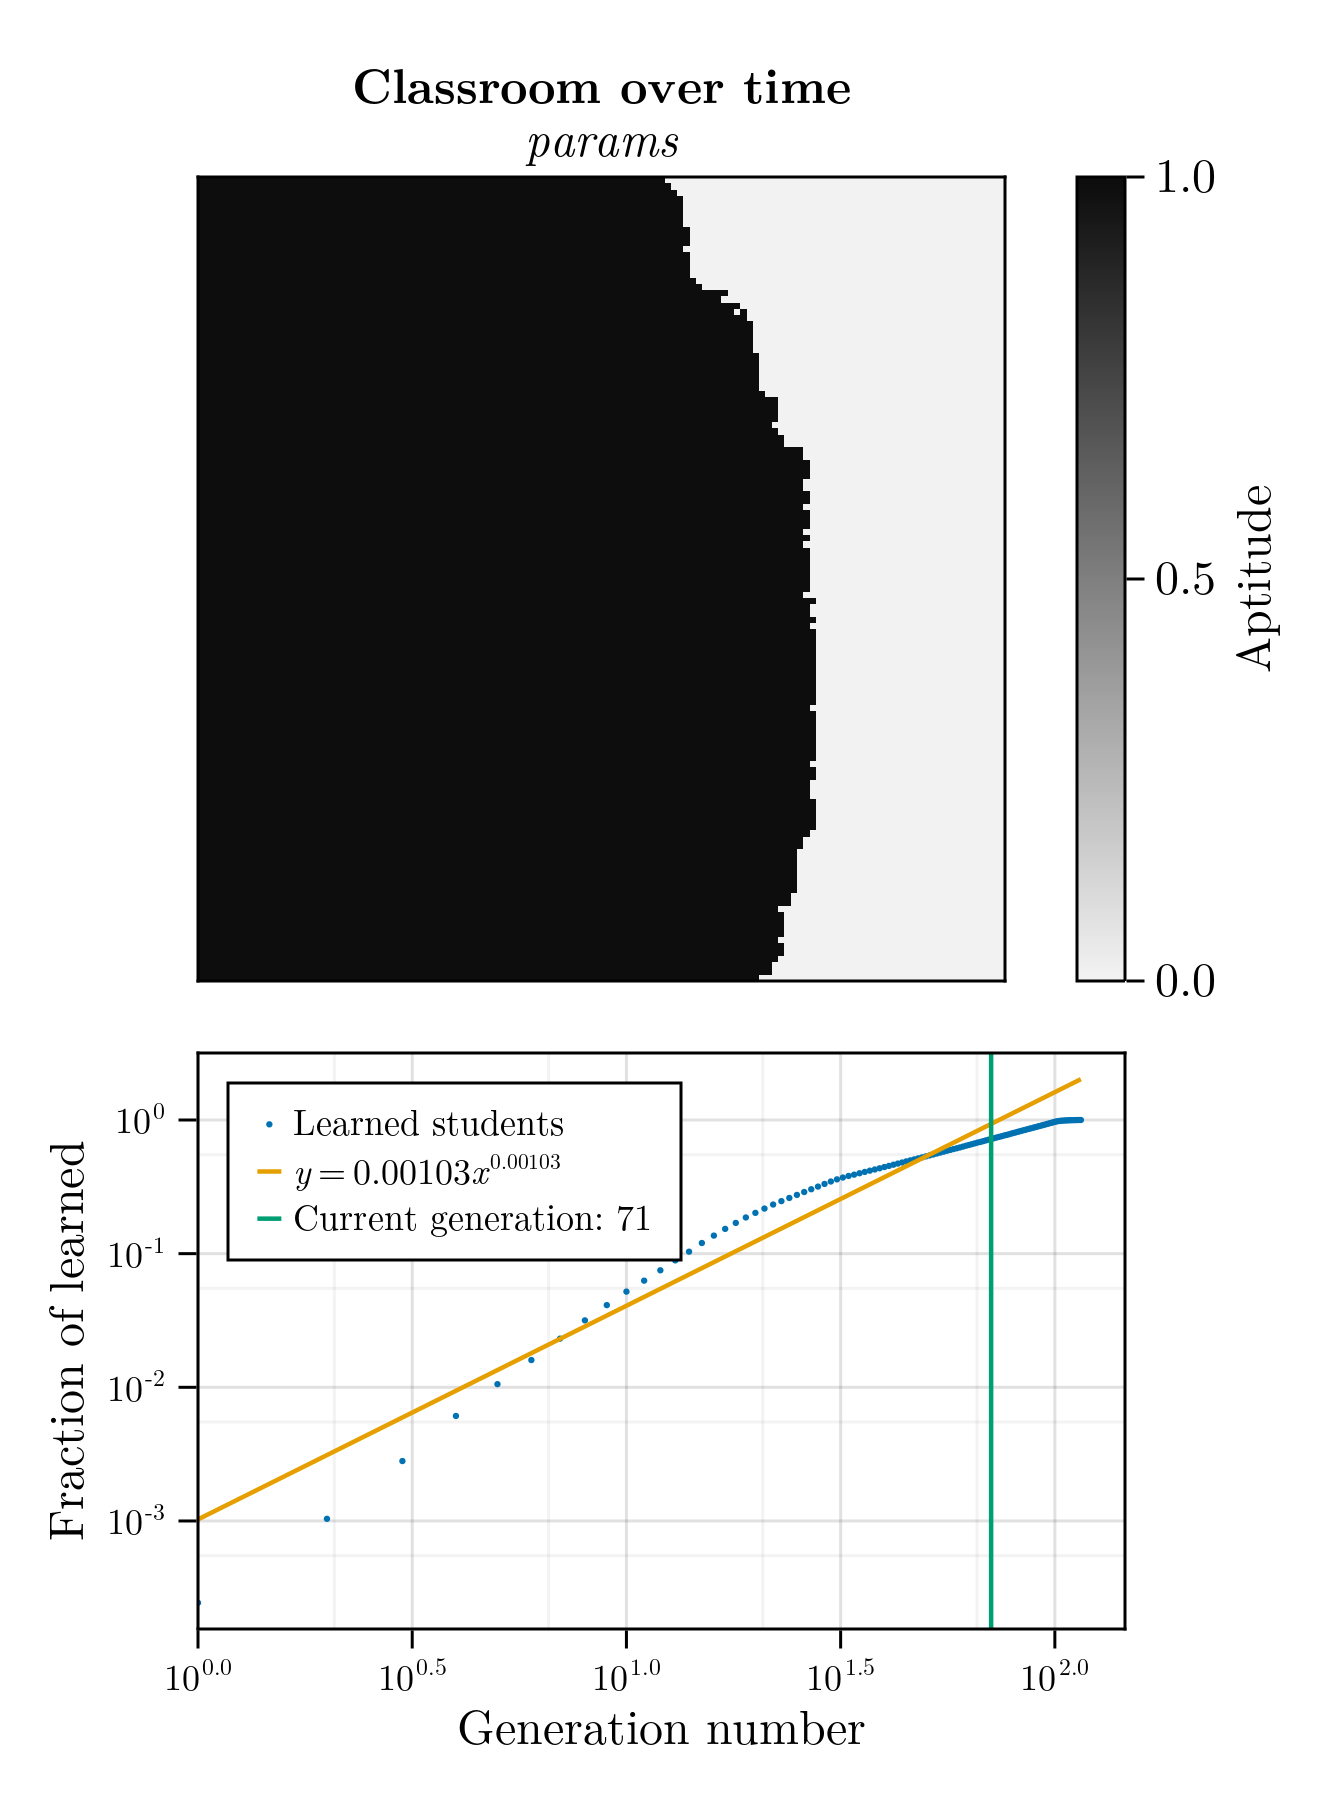 Classroom over time
params
1.0
0.5
0.0
Aptitude
Learned students
y = 0.00103x^0.00103
Current generation: 71
10^0
10^-1
10^-2
10^-3
Fraction of learned
10^0.0 10^0.5 10^1.0 10^1.5 10^2.0
Generation number